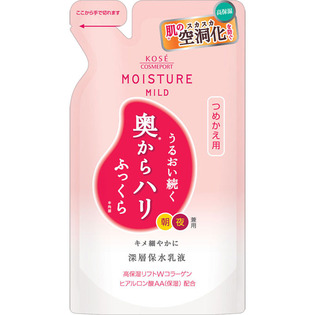 ここから手で切れます
高保湿
肌の
スカスカ
空洞化を防ぐ
KOSÉ
COSMEPORT
MOISTURE
MILD
つめかえ用
うるおい続く
奥からハリ
ふっくら
朝夜兼用
キメ細やかに
深層保水乳液
高保湿リフトWコラーゲン
ヒアルロン酸AA(保湿)配合